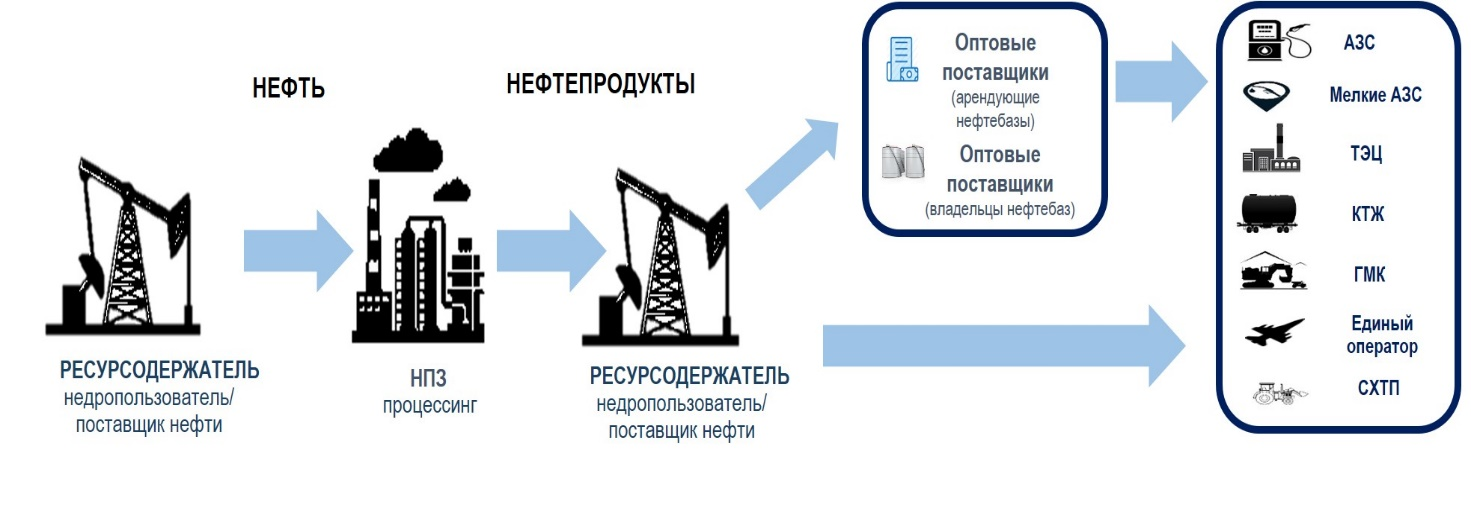 НЕФТЬ
НЕФТЕПРОДУКТЫ
РЕСУРСОДЕРЖАТЕЛЬ
недропользователь/
поставщик нефти
НПЗ
процессинг
РЕСУРСОДЕРЖАТЕЛЬ
недропользователь/
поставщик нефти
Оптовые
поставщики
(арендующие
нефтебазы)
Оптовые
поставщики
(владельцы нефтебаз)
АЗС
Мелкие АЗС
ТЭЦ
КТЖ
ГМК
Единый
оператор
СХТП